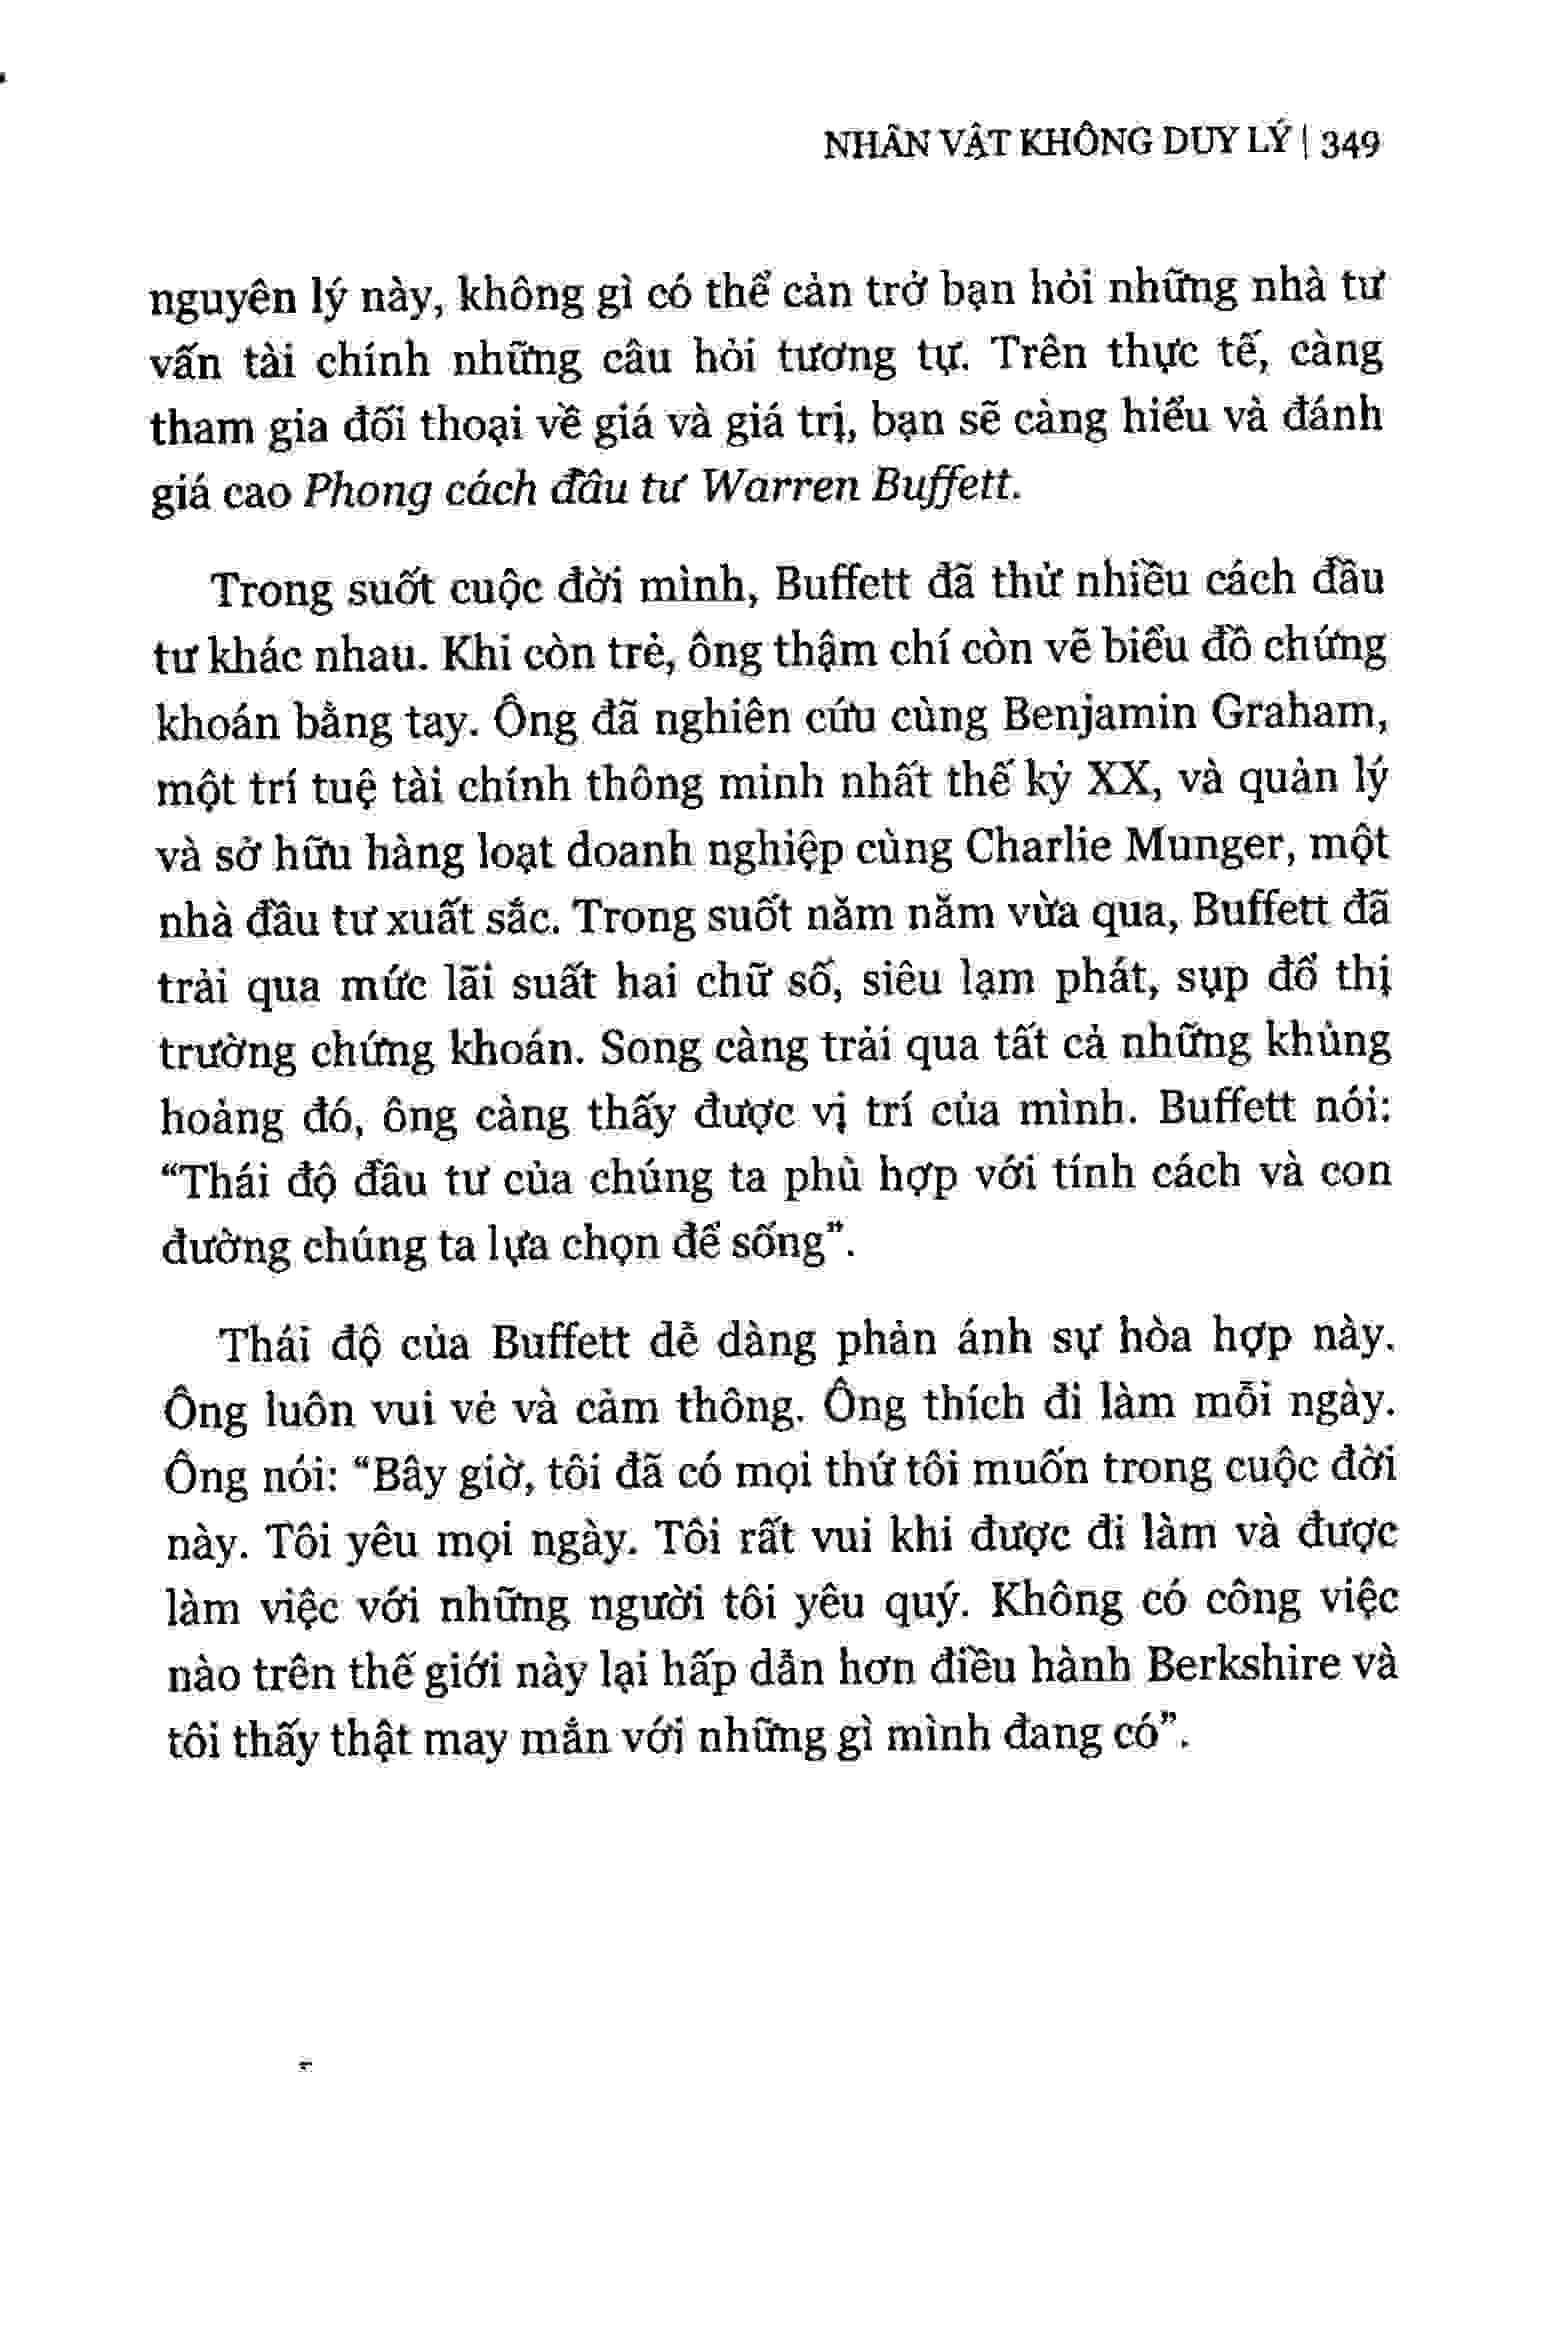 NHÂN VẬT KHÔNG DUY LÝ | 349
nguyên lý này, không gì có thể cản trở bạn hỏi những nhà tư
vấn tài chính những câu hỏi tương tự. Trên thực tế, càng
tham gia đối thoại về giá và giá trị, bạn sẽ càng hiểu và đánh
giá cao Phong cách đầu tư Warren Buffett.
Trong suốt cuộc đời mình, Buffett đã thử nhiều cách đầu
tư khác nhau. Khi còn trẻ, ông thậm chí còn vẽ biểu đồ chứng
khoán bằng tay. Ông đã nghiên cứu cùng Benjamin Graham,
một trí tuệ tài chính thông minh nhất thế kỷ XX, và quản lý
và sở hữu hàng loạt doanh nghiệp cùng Charlie Munger, một
nhà đầu tư xuất sắc. Trong suốt năm năm vừa qua, Buffett đã
trải qua mức lãi suất hai chữ số, siêu lạm phát, sụp đổ thị
trường chứng khoán. Song càng trải qua tất cả những khủng
hoảng đó, ông càng thấy được vị trí của mình. Buffett nói:
“Thái độ đầu tư của chúng ta phù hợp với tính cách và con
đường chúng ta lựa chọn để sống”.
Thái độ của Buffett dễ dàng phản ánh sự hòa hợp này.
Ông luôn vui vẻ và cảm thông. Ông thích đi làm mỗi ngày.
Ông nói: “Bây giờ, tôi đã có mọi thứ tôi muốn trong cuộc đời
này. Tôi yêu mọi ngày. Tôi rất vui khi được đi làm và được
làm việc với những người tôi yêu quý. Không có công việc
nào trên thế giới này lại hấp dẫn hơn điều hành Berkshire và
tôi thấy thật may mắn với những gì mình đang có”.